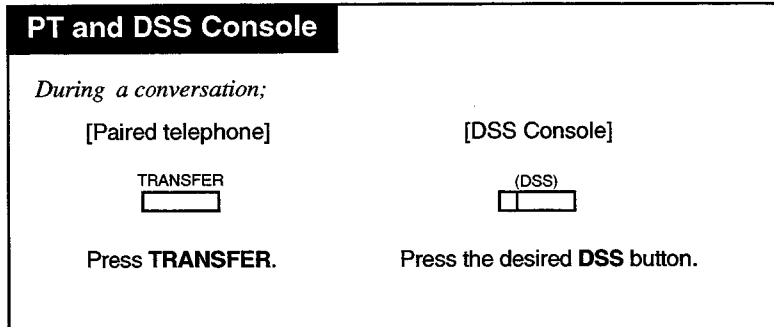 PT and DSS Console
During a conversation;
[Paired telephone] [DSS Console]
TRANSFER (DSS)
Press TRANSFER. Press the desired DSS button.